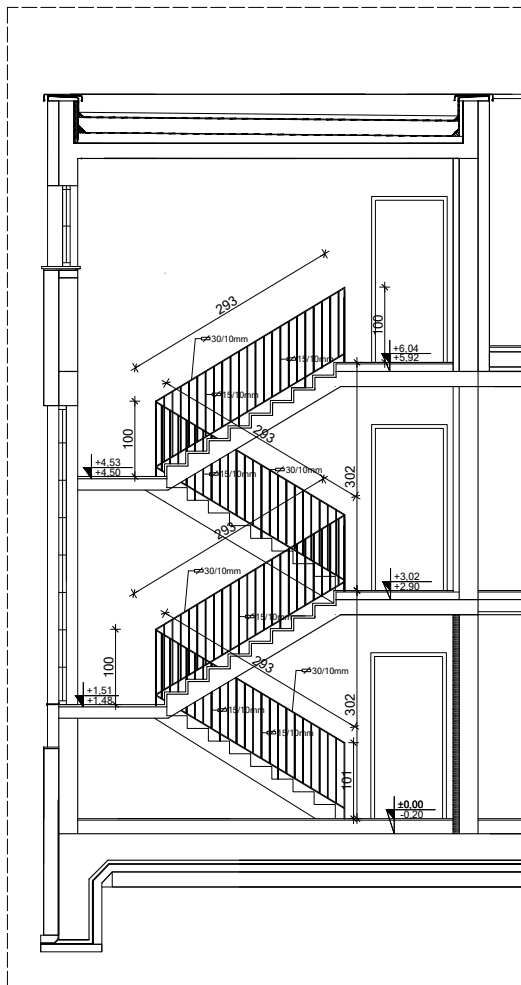 293
⌀30/10mm
100
⌀15/10mm
+6,04
+5,92
⌀15/10mm
100
293
+4,53
+4,50
⌀15/10mm
⌀30/10mm
302
293
⌀30/10mm
+3,02
+2,90
⌀15/10mm
100
293
⌀30/10mm
+1,51
+1,48
⌀15/10mm
302
⌀15/10mm
101
±0,00
-0,20